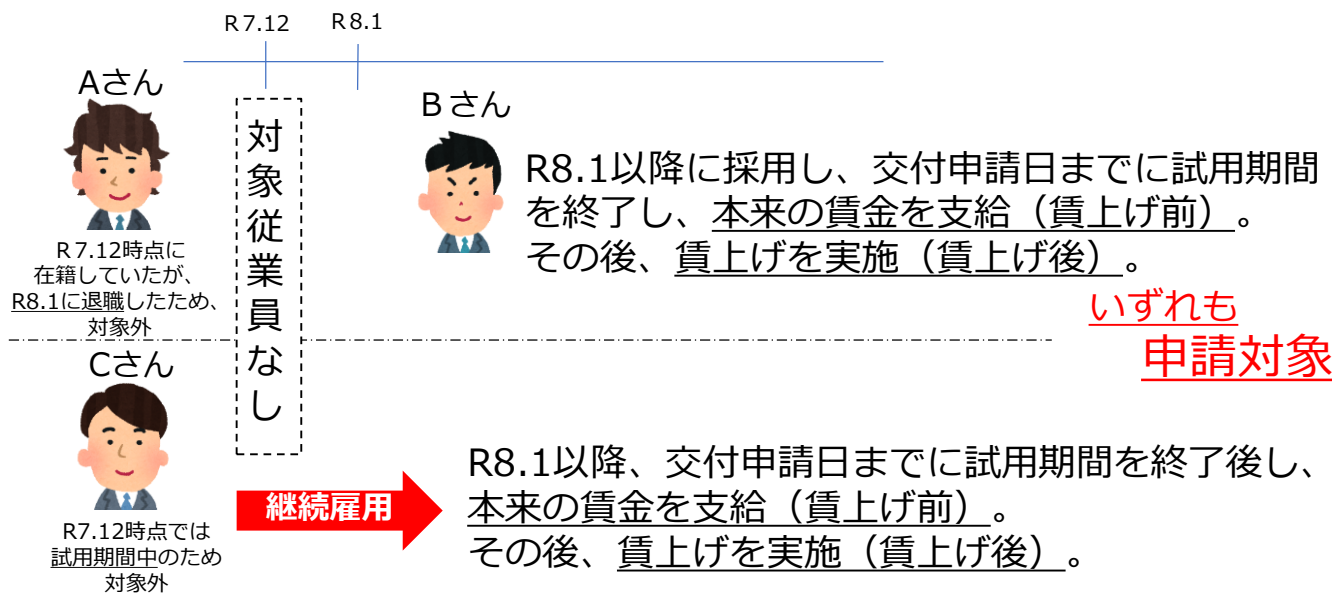 R7.12
R8.1
Aさん
R7.12時点に
在籍していたが、
R8.1に退職したため、
対象外
対象従業員なし
Bさん
R8.1以降に採用し、交付申請日までに試用期間
を終了し、本来の賃金を支給（賃上げ前）。
その後、賃上げを実施（賃上げ後）。
いずれも
申請対象
Cさん
R7.12時点では
試用期間中のため
対象外
継続雇用
R8.1以降、交付申請日までに試用期間を終了後し、
本来の賃金を支給（賃上げ前）。
その後、賃上げを実施（賃上げ後）。